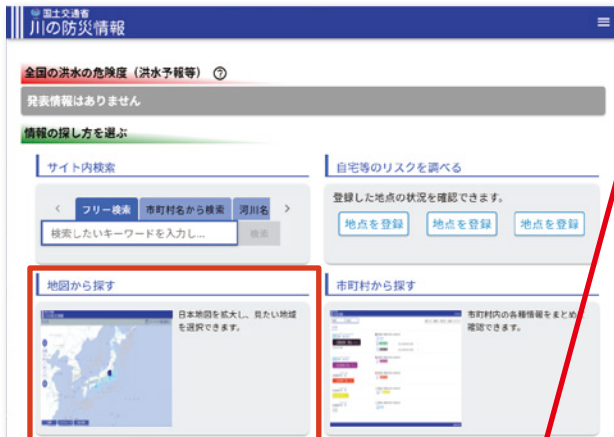 国土交通省
川の防災情報
全国の洪水の危険度（洪水予報等） ?
発表情報はありません
情報の探し方を選ぶ
サイト内検索
< フリー検索 市町村名から検索 河川名 >
検索したいキーワードを入力し... 検索
自宅等のリスクを調べる
登録した地点の状況を確認できます。
地点を登録 地点を登録 地点を登録
地図から探す
日本地図を拡大し、見たい地域
を選択できます。
市町村から探す
市町村内の各種情報をまとめ
確認できます。